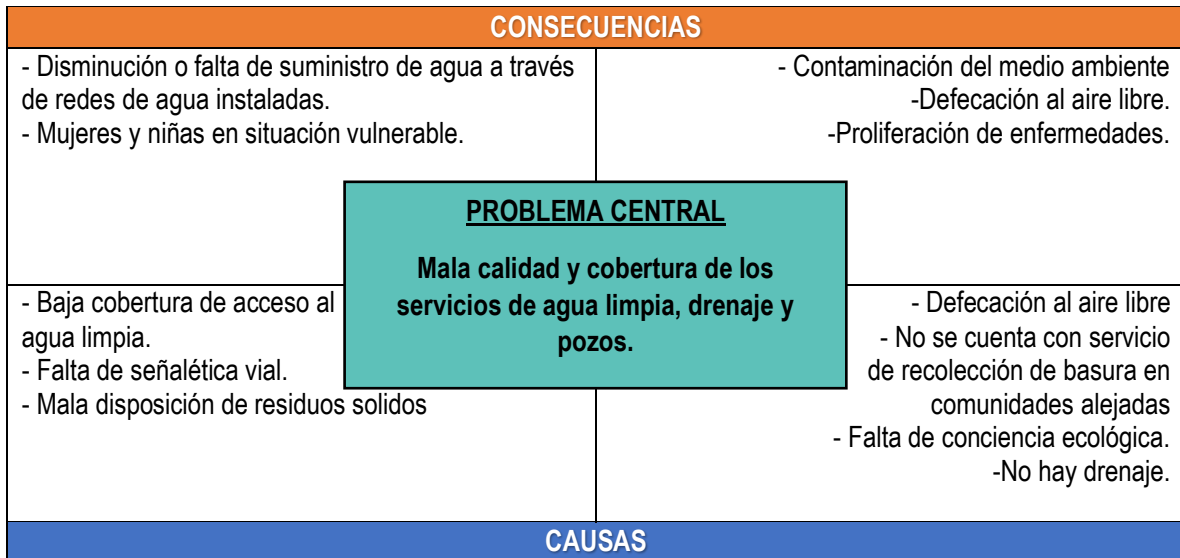 CONSECUENCIAS
- Disminución o falta de suministro de agua a través
de redes de agua instaladas.
- Mujeres y niñas en situación vulnerable.
- Contaminación del medio ambiente
-Defecación al aire libre.
-Proliferación de enfermedades.
PROBLEMA CENTRAL
Mala calidad y cobertura de los
servicios de agua limpia, drenaje y
pozos.
- Baja cobertura de acceso al
agua limpia.
- Falta de señalética vial.
- Mala disposición de residuos solidos
- Defecación al aire libre
- No se cuenta con servicio
de recolección de basura en
comunidades alejadas
- Falta de conciencia ecológica.
-No hay drenaje.
CAUSAS